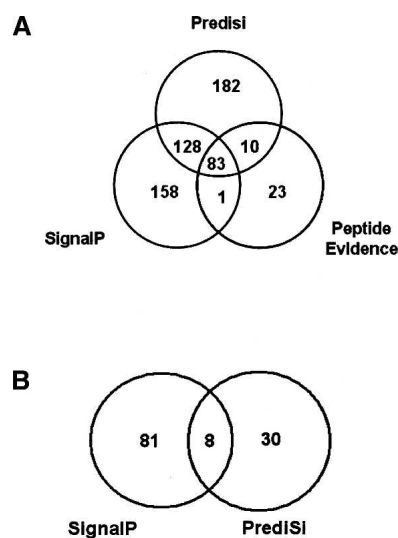 A
Predisi
182
128
10
83
158
1
23
SignalP
Peptide
Evidence
B
81
8
30
SignalP
PrediSi